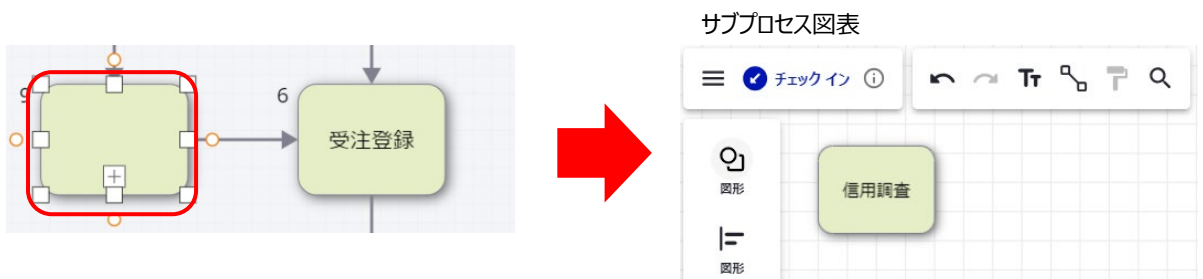 サブプロセス図表
チェック イン
9
6
受注登録
図形
信用調査
図形